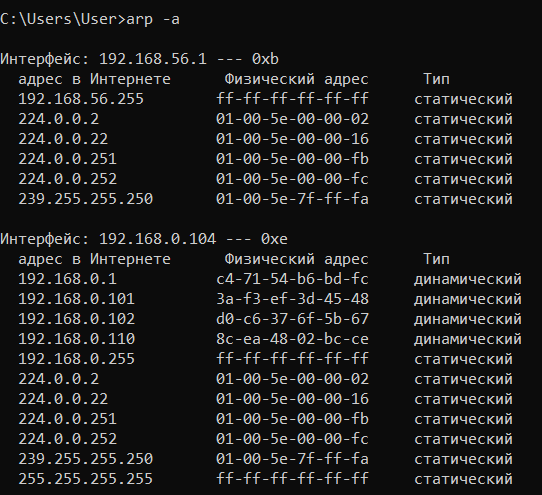 C:\Users\User>arp -a
Интерфейс: 192.168.56.1 --- 0xb
адрес в Интернете Физический адрес Тип
192.168.56.255 ff-ff-ff-ff-ff-ff статический
224.0.0.2 01-00-5e-00-00-02 статический
224.0.0.22 01-00-5e-00-00-16 статический
224.0.0.251 01-00-5e-00-00-fb статический
224.0.0.252 01-00-5e-00-00-fc статический
239.255.255.250 01-00-5e-7f-ff-fa статический
Интерфейс: 192.168.0.104 --- 0xe
адрес в Интернете Физический адрес Тип
192.168.0.1 c4-71-54-b6-bd-fc динамический
192.168.0.101 3a-f3-ef-3d-45-48 динамический
192.168.0.102 d0-c6-37-6f-5b-67 динамический
192.168.0.110 8c-ea-48-02-bc-ce динамический
192.168.0.255 ff-ff-ff-ff-ff-ff статический
224.0.0.2 01-00-5e-00-00-02 статический
224.0.0.22 01-00-5e-00-00-16 статический
224.0.0.251 01-00-5e-00-00-fb статический
224.0.0.252 01-00-5e-00-00-fc статический
239.255.255.250 01-00-5e-7f-ff-fa статический
255.255.255.255 ff-ff-ff-ff-ff-ff статический